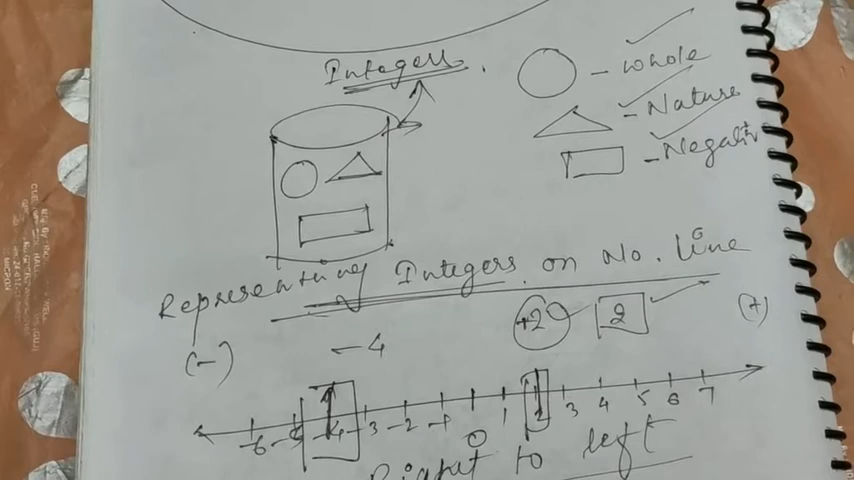 Integers.
- whole
- Nature
- Negativ
Representing Integers on No. line
+2 2 (+)
(-) -4
-6 -5 -4 -3 -2 -1 0 1 2 3 4 5 6 7
Right to left